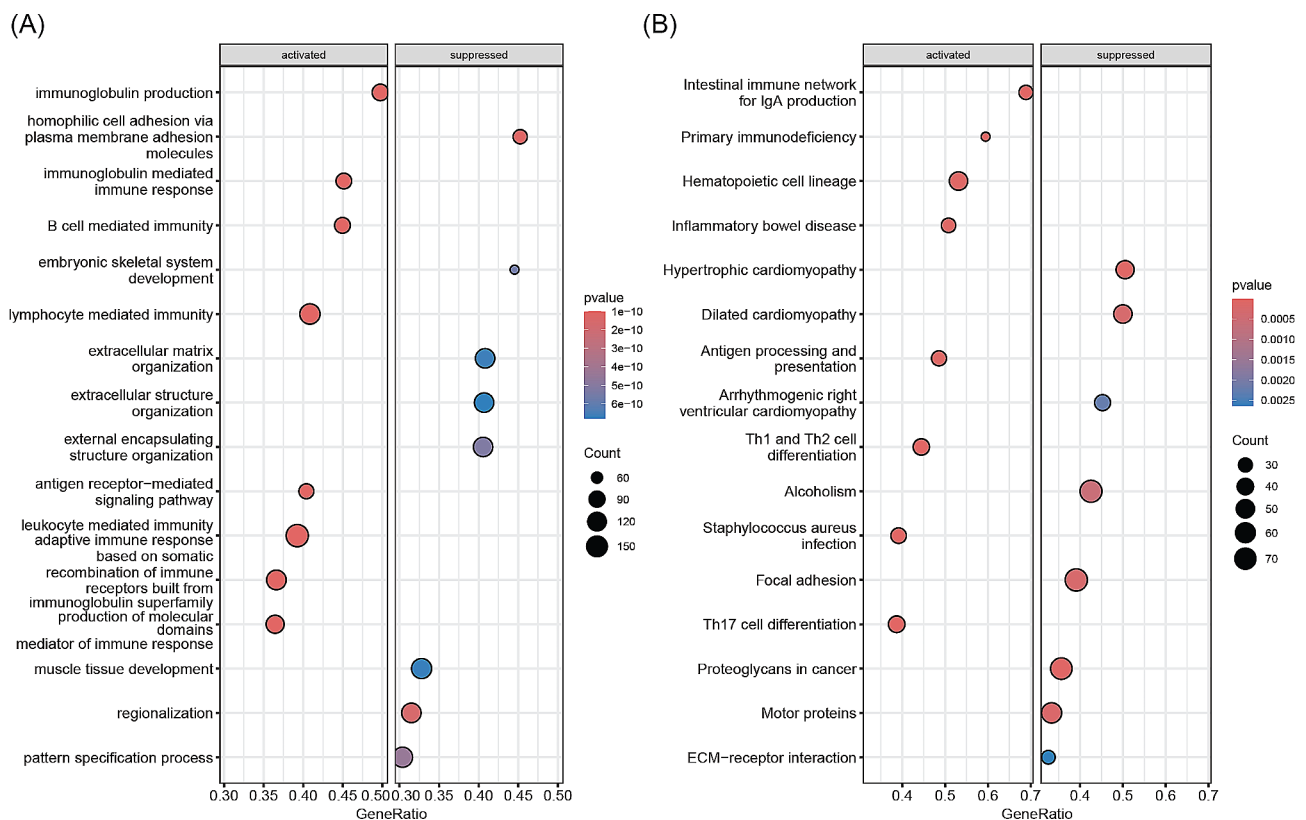 (A)
activated
suppressed
immunoglobulin production
homophilic cell adhesion via
plasma membrane adhesion
molecules
immunoglobulin mediated
immune response
B cell mediated immunity
embryonic skeletal system
development
lymphocyte mediated immunity
extracellular matrix
organization
extracellular structure
organization
external encapsulating
structure organization
antigen receptor−mediated
signaling pathway
leukocyte mediated immunity
adaptive immune response
based on somatic
recombination of immune
receptors built from
immunoglobulin superfamily
production of molecular
domains
mediator of immune response
muscle tissue development
regionalization
pattern specification process
0.30 0.35 0.40 0.45 0.50 0.30 0.35 0.40 0.45 0.50
GeneRatio
pvalue
1e−10
2e−10
3e−10
4e−10
5e−10
6e−10
Count
60
90
120
150
(B)
activated
suppressed
Intestinal immune network
for IgA production
Primary immunodeficiency
Hematopoietic cell lineage
Inflammatory bowel disease
Hypertrophic cardiomyopathy
Dilated cardiomyopathy
Antigen processing and
presentation
Arrhythmogenic right
ventricular cardiomyopathy
Th1 and Th2 cell
differentiation
Alcoholism
Staphylococcus aureus
infection
Focal adhesion
Th17 cell differentiation
Proteoglycans in cancer
Motor proteins
ECM−receptor interaction
0.4 0.5 0.6 0.7 0.4 0.5 0.6 0.7
GeneRatio
pvalue
0.0005
0.0010
0.0015
0.0020
0.0025
Count
30
40
50
60
70